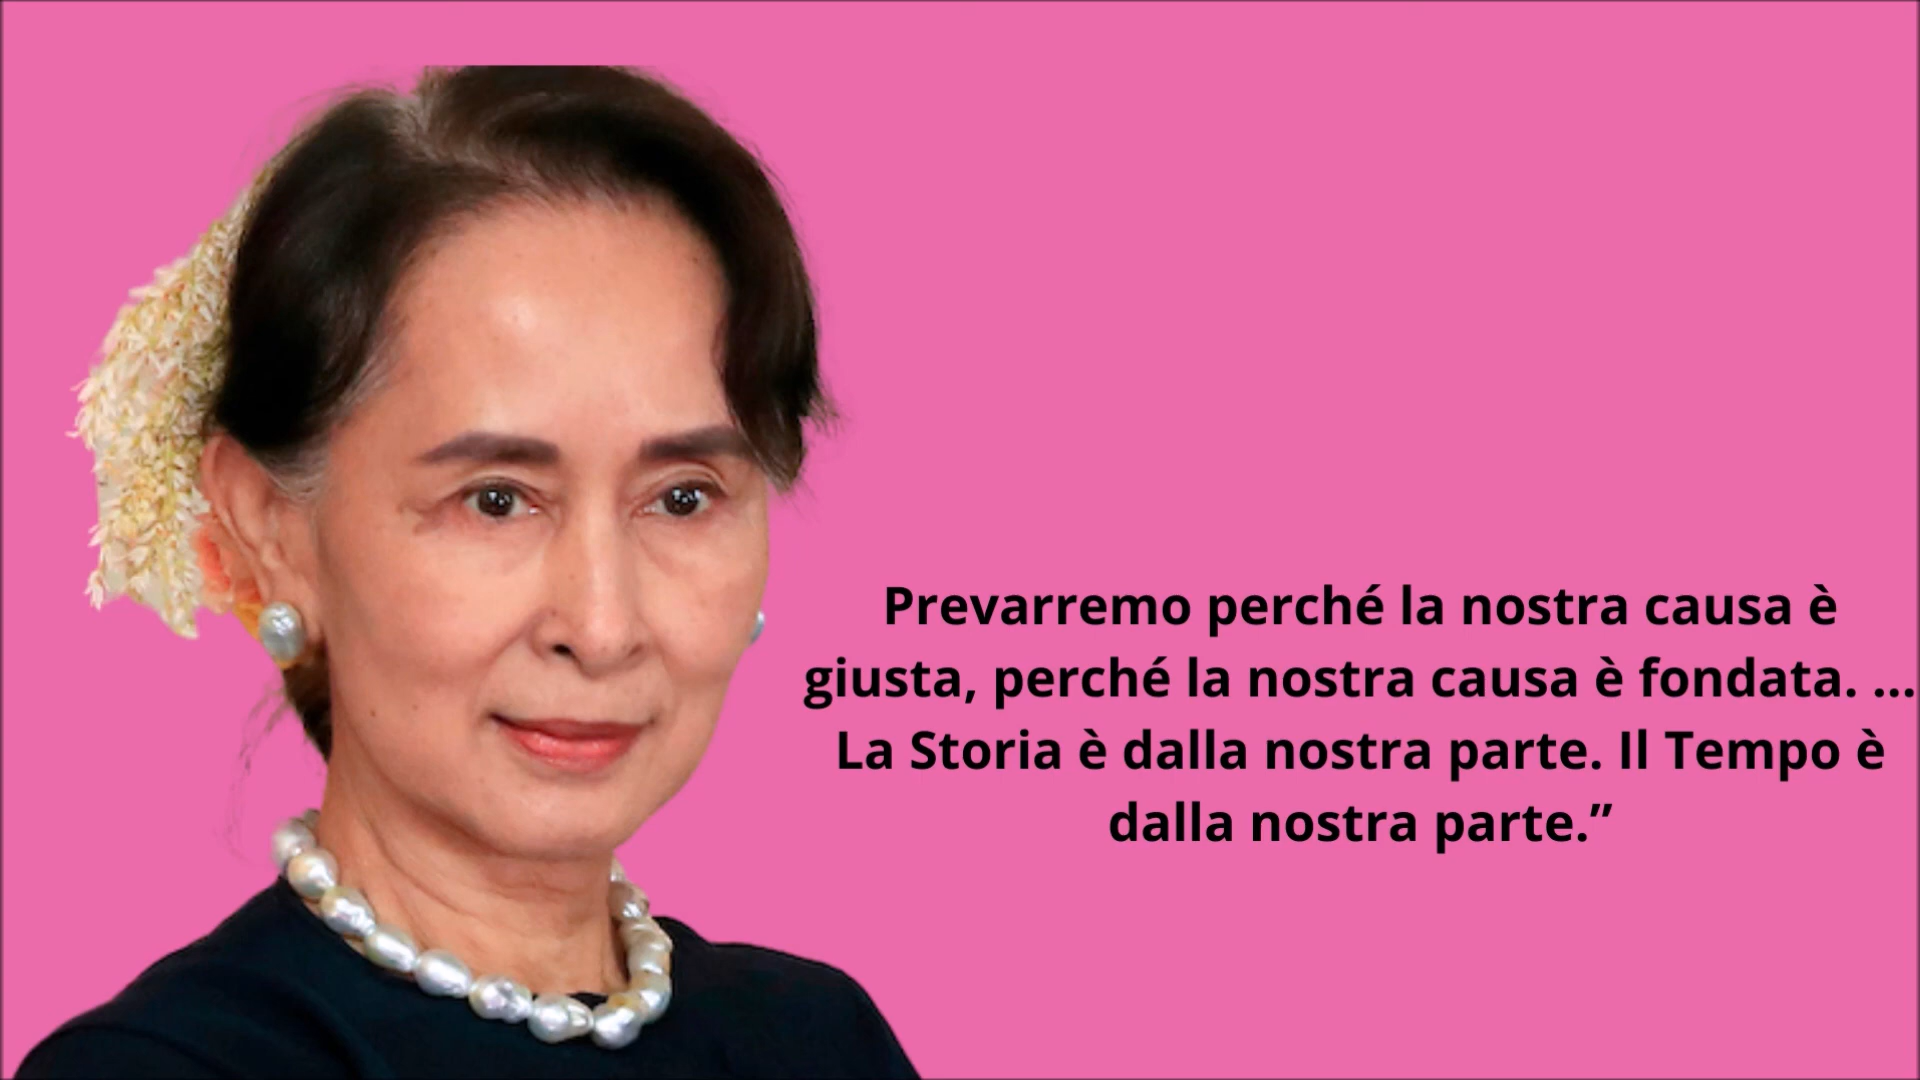 Prevarremo perché la nostra causa è
giusta, perché la nostra causa è fondata. ...
La Storia è dalla nostra parte. Il Tempo è
dalla nostra parte.”